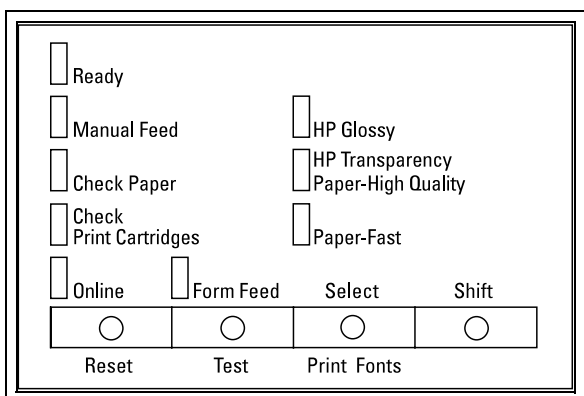 Ready
Manual Feed
HP Glossy
Check Paper
HP Transparency
Paper-High Quality
Check
Print Cartridges
Paper-Fast
Online
Form Feed
Select
Shift
Reset
Test
Print Fonts